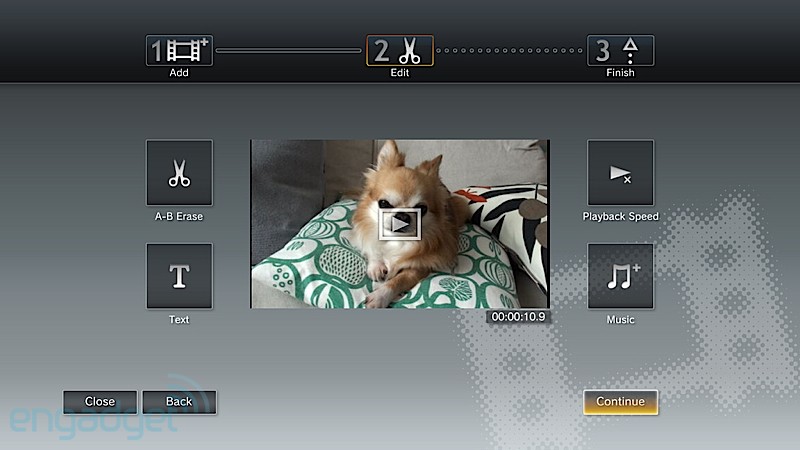 1
Add
2
Edit
3
Finish
A-B Erase
Playback Speed
T
Text
Music
00:00:10.9
Close
Back
Continue
engadget